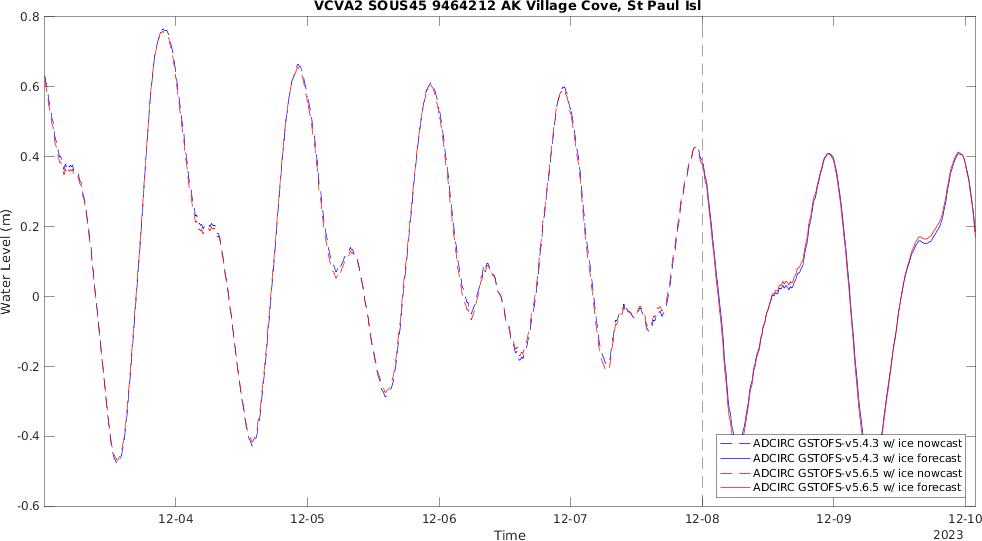 VCVA2 SOUS45 9464212 AK Village Cove, St Paul Isl
0.8
0.6
0.4
0.2
0
-0.2
-0.4
-0.6
Water Level (m)
ADCIRC GSTOFS-v5.4.3 w/ ice nowcast
ADCIRC GSTOFS-v5.4.3 w/ ice forecast
ADCIRC GSTOFS-v5.6.5 w/ ice nowcast
ADCIRC GSTOFS-v5.6.5 w/ ice forecast
12-04 12-05 12-06 12-07 12-08 12-09 12-10
Time
2023